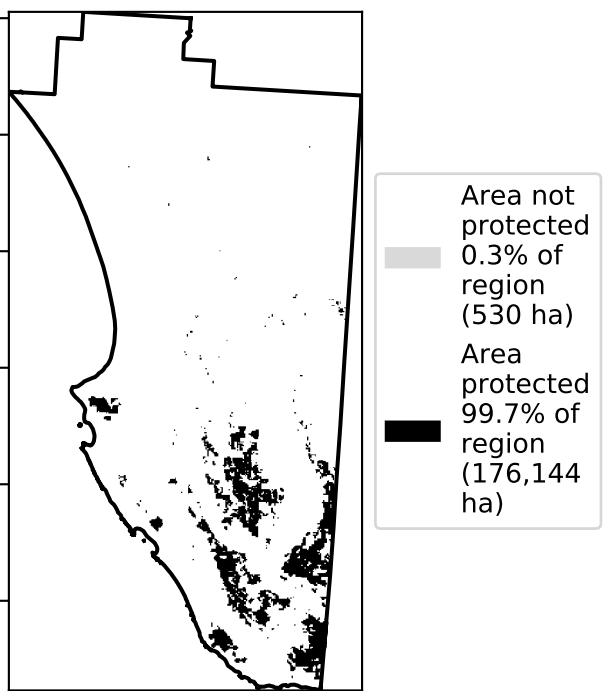 Area not
protected
0.3% of
region
(530 ha)
Area
protected
99.7% of
region
(176,144
ha)